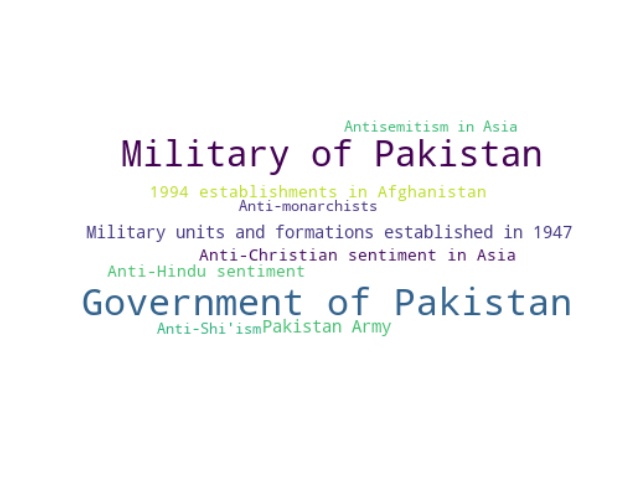 Antisemitism in Asia
Military of Pakistan
1994 establishments in Afghanistan
Anti-monarchists
Military units and formations established in 1947
Anti-Christian sentiment in Asia
Anti-Hindu sentiment
Government of Pakistan
Anti-Shi'ism Pakistan Army